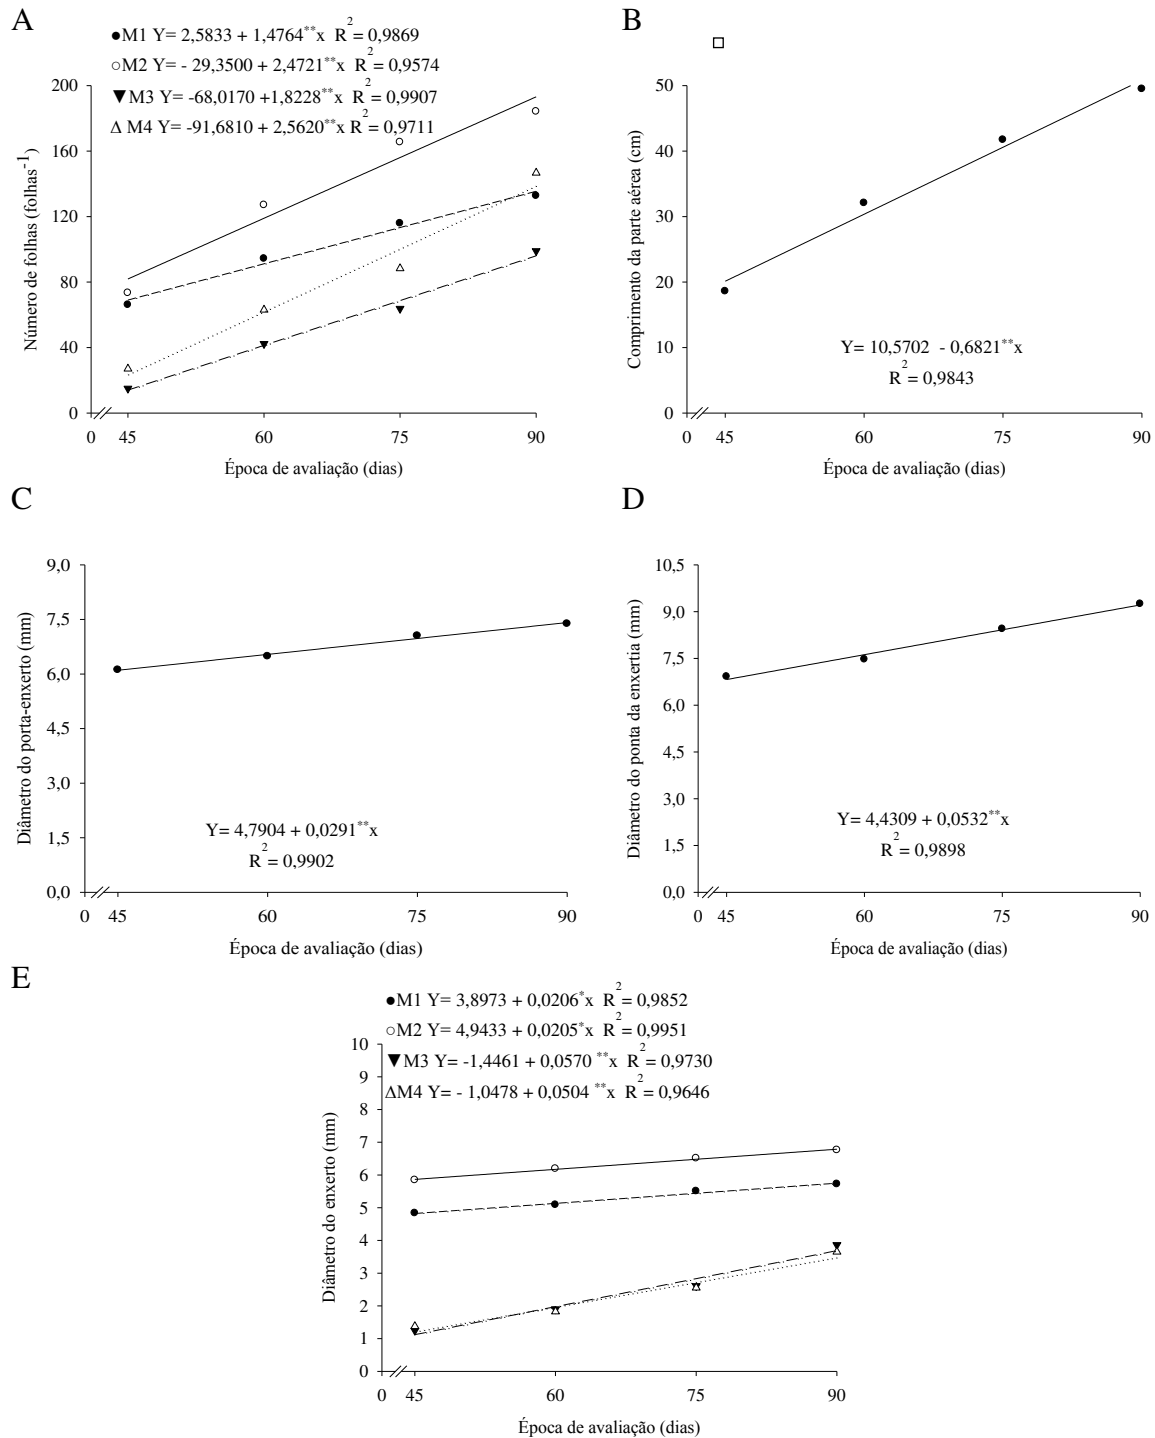 A
●M1 Y= 2,5833 + 1,4764**x R² = 0,9869
○M2 Y= - 29,3500 + 2,4721**x R² = 0,9574
▼M3 Y= -68,0170 +1,8228**x R² = 0,9907
Δ M4 Y= -91,6810 + 2,5620**x R² = 0,9711
Número de folhas (folhas-1)
200
160
120
80
40
0
0 45 60 75 90
Época de avaliação (dias)
B
Comprimento da parte aérea (cm)
50
40
30
20
10
0
Y= 10,5702 - 0,6821**x
R² = 0,9843
0 45 60 75 90
Época de avaliação (dias)
C
Diâmetro do porta-enxerto (mm)
9,0
7,5
6,0
4,5
3,0
1,5
0,0
Y= 4,7904 + 0,0291**x
R² = 0,9902
0 45 60 75 90
Época de avaliação (dias)
D
Diâmetro do ponta da enxertia (mm)
10,5
9,0
7,5
6,0
4,5
3,0
1,5
0,0
Y= 4,4309 + 0,0532**x
R² = 0,9898
0 45 60 75 90
Época de avaliação (dias)
E
●M1 Y= 3,8973 + 0,0206*x R² = 0,9852
○M2 Y= 4,9433 + 0,0205*x R² = 0,9951
▼M3 Y= -1,4461 + 0,0570 **x R² = 0,9730
ΔM4 Y= - 1,0478 + 0,0504 **x R² = 0,9646
Diâmetro do enxerto (mm)
10
9
8
7
6
5
4
3
2
1
0
0 45 60 75 90
Época de avaliação (dias)